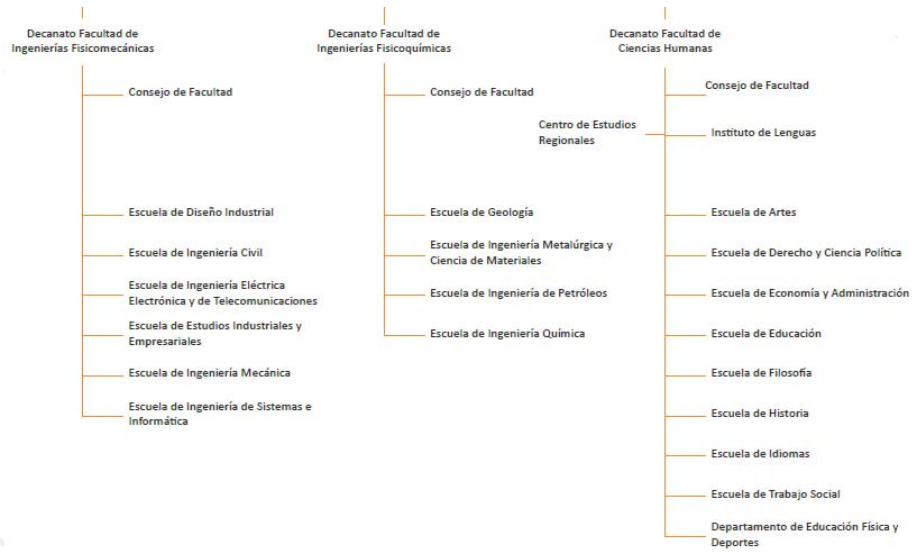 Decanato Facultad de
Ingenierías Fisicomecánicas
Consejo de Facultad
Escuela de Diseño Industrial
Escuela de Ingeniería Civil
Escuela de Ingeniería Eléctrica
Electrónica y de Telecomunicaciones
Escuela de Estudios Industriales y
Empresariales
Escuela de Ingeniería Mecánica
Escuela de Ingeniería de Sistemas e
Informática
Decanato Facultad de
Ingenierías Fisicoquímicas
Consejo de Facultad
Escuela de Geología
Escuela de Ingeniería Metalúrgica y
Ciencia de Materiales
Escuela de Ingeniería de Petróleos
Escuela de Ingeniería Química
Decanato Facultad de
Ciencias Humanas
Consejo de Facultad
Centro de Estudios
Regionales
Instituto de Lenguas
Escuela de Artes
Escuela de Derecho y Ciencia Política
Escuela de Economía y Administración
Escuela de Educación
Escuela de Filosofía
Escuela de Historia
Escuela de Idiomas
Escuela de Trabajo Social
Departamento de Educación Física y
Deportes